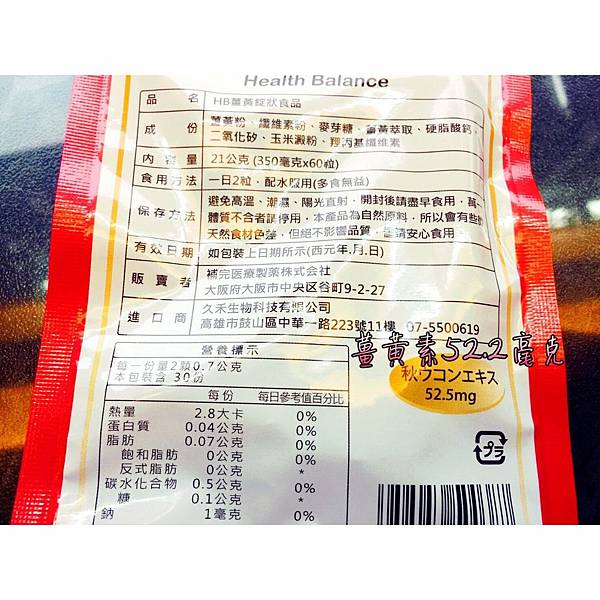 Health Balance
品名 HB薑黃錠狀食品
成份 薑黃粉、纖維素粉、麥芽糖、薑黃萃取、硬脂酸鈣、
二氧化矽、玉米澱粉、羥丙基纖維素
內容量 21公克 (350毫克x60粒)
食用方法 一日2粒，配水服用(多食無益)
保存方法 避免高溫、潮濕、陽光直射，開封後請盡早食用，萬一
體質不合者請停用，本產品為自然原料，所以會有些許
天然食材色差，但絕不影響品質，
請安心食用。
有效日期 如包裝上日期所示(西元年.月.日)
販賣者 補完医療製薬株式会社
大阪府大阪市中央区谷町9-2-27
進口商 久禾生物科技有限公司
高雄市鼓山區中華一路223號11樓 07-5500619
薑黃素52.2毫克
秋ウコンエキス
52.5mg
プラ
營養標示
每一份量2顆0.7公克
本包裝含 30份
每份 每日參考值百分比
熱量 2.8大卡 0%
蛋白質 0.04公克 0%
脂肪 0.07公克 0%
飽和脂肪 0公克 0%
反式脂肪 0公克 *
碳水化合物 0.5公克 0%
糖 0.1公克 *
鈉 1毫克 0%